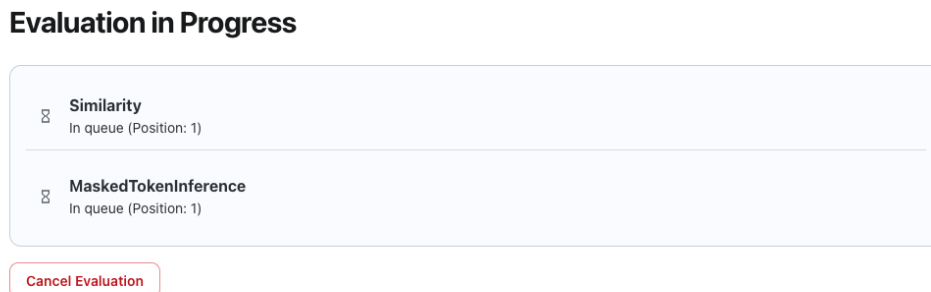 Evaluation in Progress
Similarity
In queue (Position: 1)
MaskedTokenInference
In queue (Position: 1)
Cancel Evaluation